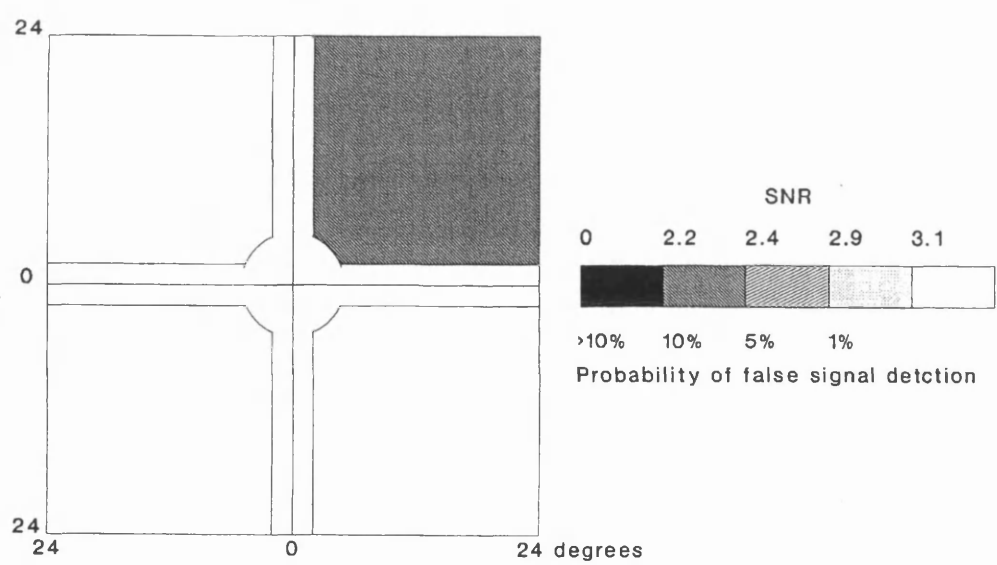 24
0
24
24 0 24 degrees
SNR
0 2.2 2.4 2.9 3.1
>10% 10% 5% 1%
Probability of false signal detction